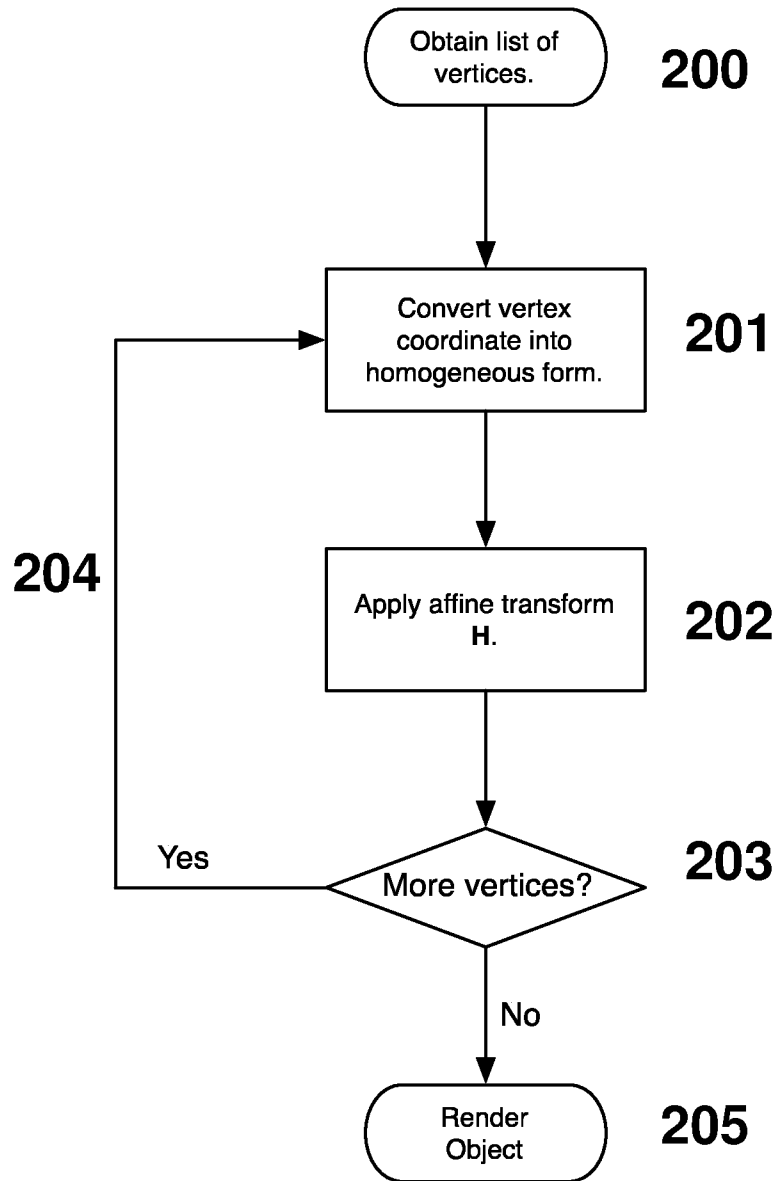 Obtain list of
vertices.
200
Convert vertex
coordinate into
homogeneous form.
201
204
Apply affine transform
H.
202
Yes
More vertices?
203
No
Render
Object
205